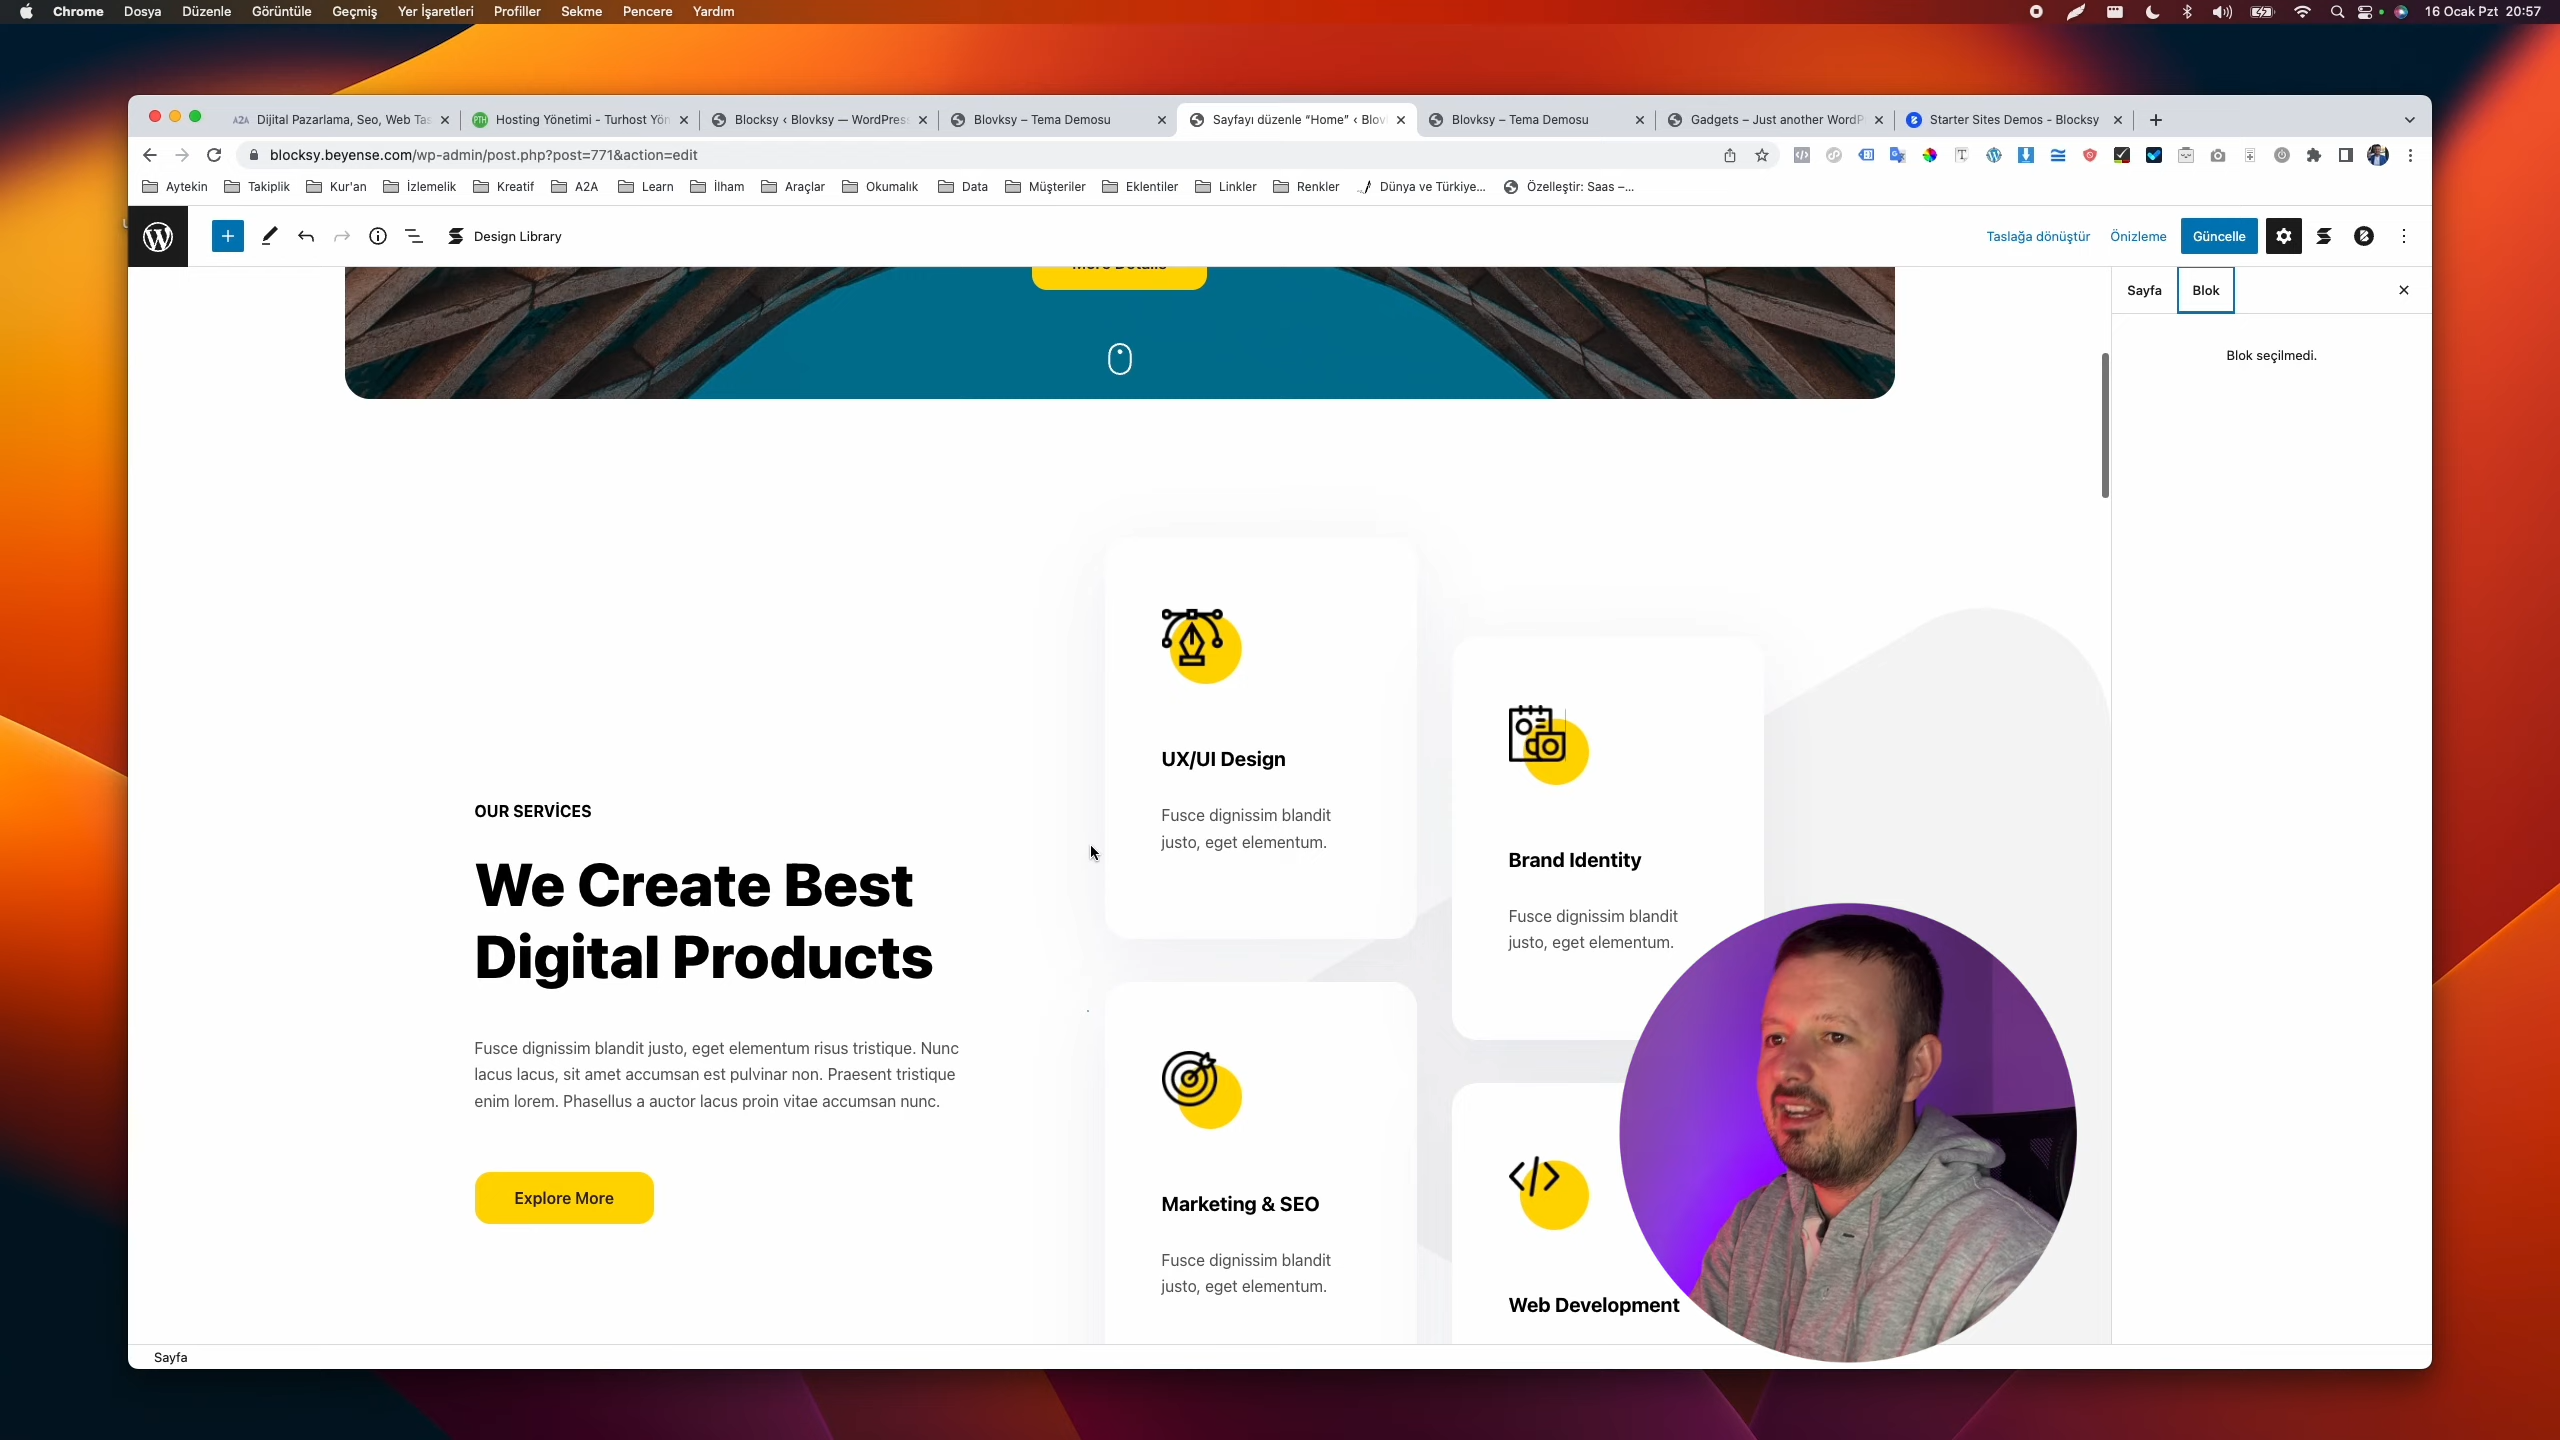 Chrome Dosya Düzenle Görüntüle Geçmiş Yer İşaretleri Profiller Sekme Pencere Yardım 16 Ocak Pzt 20:57
A2A Dijital Pazarlama, Seo, Web Tas
PTH Hosting Yönetimi - Turhost Yön
Blocksy ‹ Blovksy — WordPress
Blovksy – Tema Demosu
Sayfayı düzenle “Home” ‹ Blov
Blovksy – Tema Demosu
Gadgets – Just another WordP
Starter Sites Demos - Blocksy
blocksy.beyense.com/wp-admin/post.php?post=771&action=edit
Aytekin Takiplik Kur'an İzlemelik Kreatif A2A Learn İlham Araçlar Okumalık Data Müşteriler Eklentiler Linkler Renkler Dünya ve Türkiye... Özelleştir: Saas –...
Design Library
Taslağa dönüştür Önizleme Güncelle
Sayfa Blok
Blok seçilmedi.
More Details
UX/UI Design
Fusce dignissim blandit
justo, eget elementum.
Brand Identity
Fusce dignissim blandit
justo, eget elementum.
OUR SERVİCES
We Create Best
Digital Products
Fusce dignissim blandit justo, eget elementum risus tristique. Nunc
lacus lacus, sit amet accumsan est pulvinar non. Praesent tristique
enim lorem. Phasellus a auctor lacus proin vitae accumsan nunc.
Explore More
Marketing & SEO
Fusce dignissim blandit
justo, eget elementum.
Web Development
Sayfa